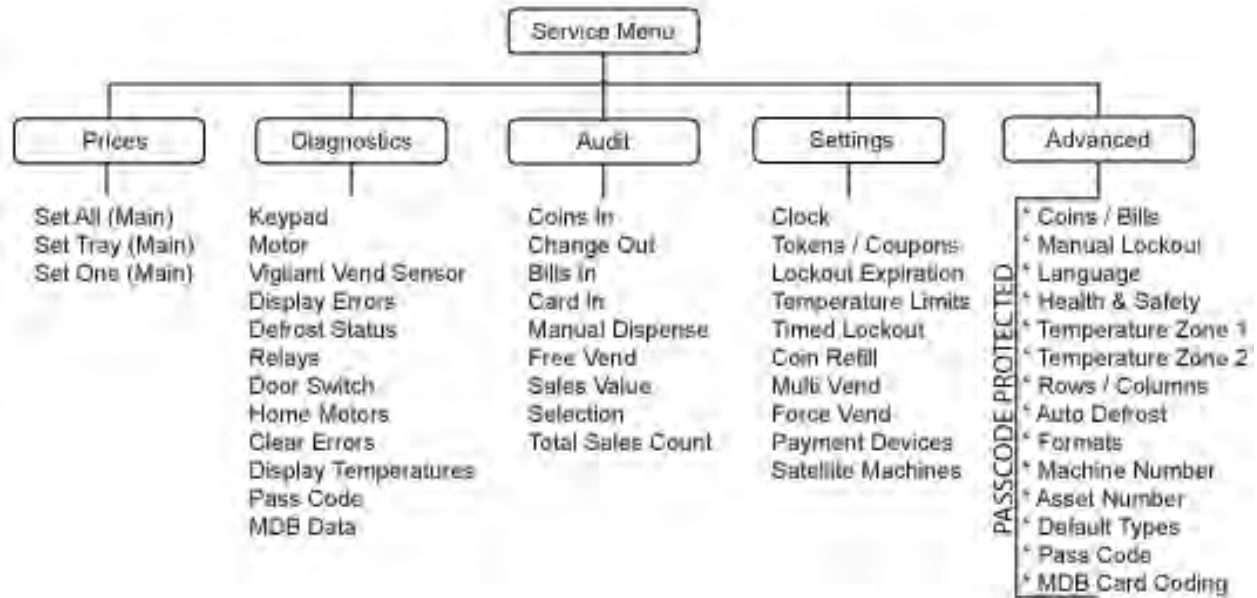 Service Menu
Prices
Set All (Main)
Set Tray (Main)
Set One (Main)
Diagnostics
Keypad
Motor
Vigilant Vend Sensor
Display Errors
Defrost Status
Relays
Door Switch
Home Motors
Clear Errors
Display Temperatures
Pass Code
MDB Data
Audit
Coins In
Change Out
Bills In
Card In
Manual Dispense
Free Vend
Sales Value
Selection
Total Sales Count
Settings
Clock
Tokens / Coupons
Lockout Expiration
Temperature Limits
Timed Lockout
Coin Refill
Multi Vend
Force Vend
Payment Devices
Satellite Machines
Advanced
PASSCODE PROTECTED
* Coins / Bills
* Manual Lockout
* Language
* Health & Safety
* Temperature Zone 1
* Temperature Zone 2
* Rows / Columns
* Auto Defrost
* Formats
* Machine Number
* Asset Number
* Default Types
* Pass Code
* MDB Card Coding